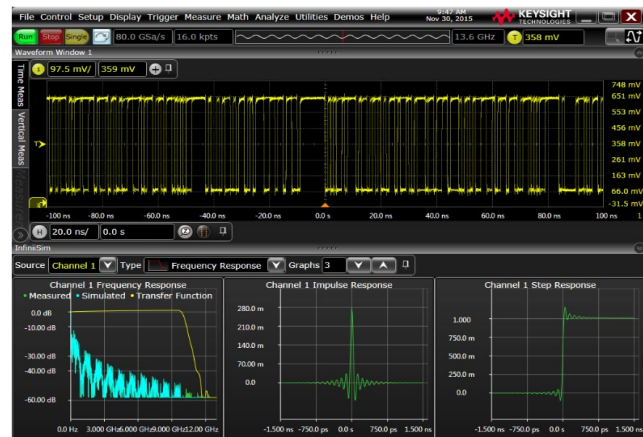 9:47 AM
File Control Setup Display Trigger Measure Math Analyze Utilities Demos Help Nov 30, 2015 KEYSIGHT TECHNOLOGIES
Run Stop Single 80.0 GSa/s 16.0 kpts 13.6 GHz T 358 mV
Waveform Window 1
Time Meas
Vertical Meas
97.5 mV/ 359 mV
748 mV
651 mV
553 mV
456 mV
358 mV
261 mV
163 mV
66.0 mV
-31.5 mV
T
-100 ns -80.0 ns -60.0 ns -40.0 ns -20.0 ns 0.0 s 20.0 ns 40.0 ns 60.0 ns 80.0 ns 100 ns 1
H 20.0 ns/ 0.0 s
InfiniiSim
Source Channel 1 Type Frequency Response Graphs 3
Channel 1 Frequency Response
Measured Simulated Transfer Function
0.0 dB
-10.00 dB
-30.00 dB
-40.00 dB
-60.00 dB
0.0 Hz 3.000 GHz 6.000 GHz 9.000 GHz 12.00 GHz
Channel 1 Impulse Response
280.0 m
210.0 m
140.0 m
70.00 m
0.0
-1.500 ns -750.0 ps 0.0 s 750.0 ps 1.500 ns
Channel 1 Step Response
1.000
750.0 m
500.0 m
250.0 m
0.0
-1.500 ns -750.0 ps 0.0 s 750.0 ps 1.500 ns